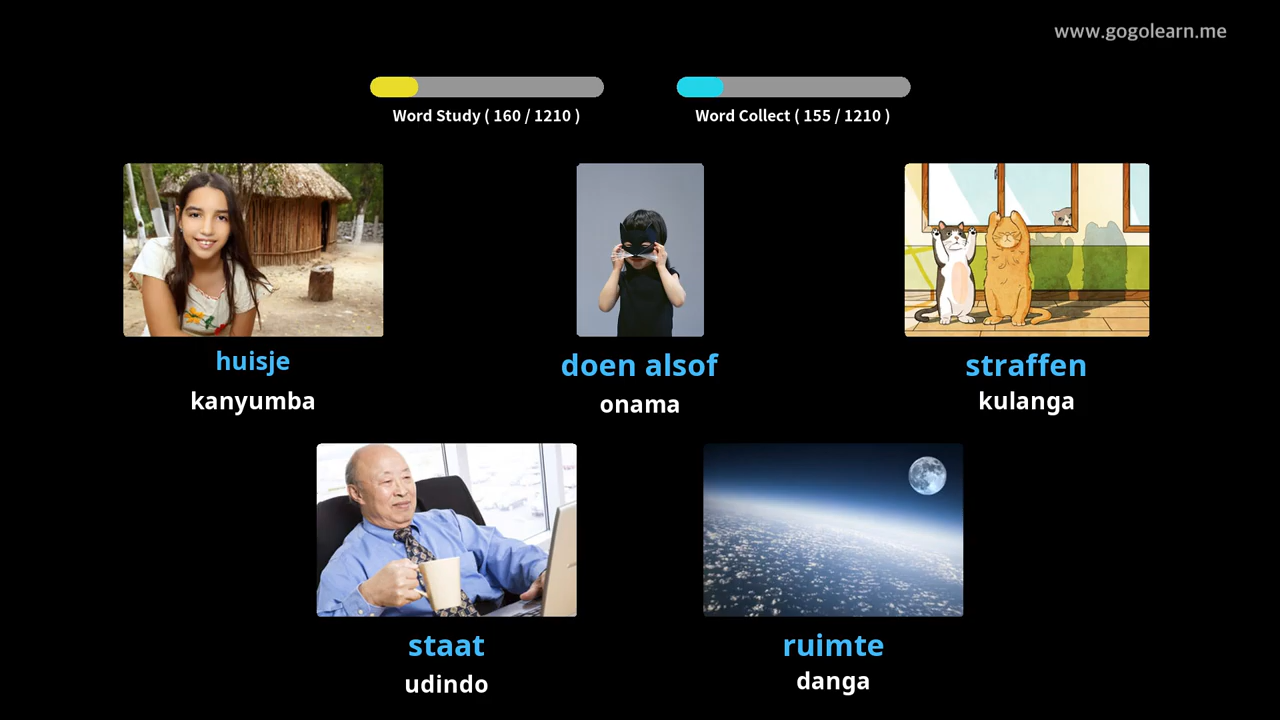 www.gogolearn.me
Word Study ( 160 / 1210 )
Word Collect ( 155 / 1210 )
huisje
kanyumba
doen alsof
onama
straffen
kulanga
staat
udindo
ruimte
danga